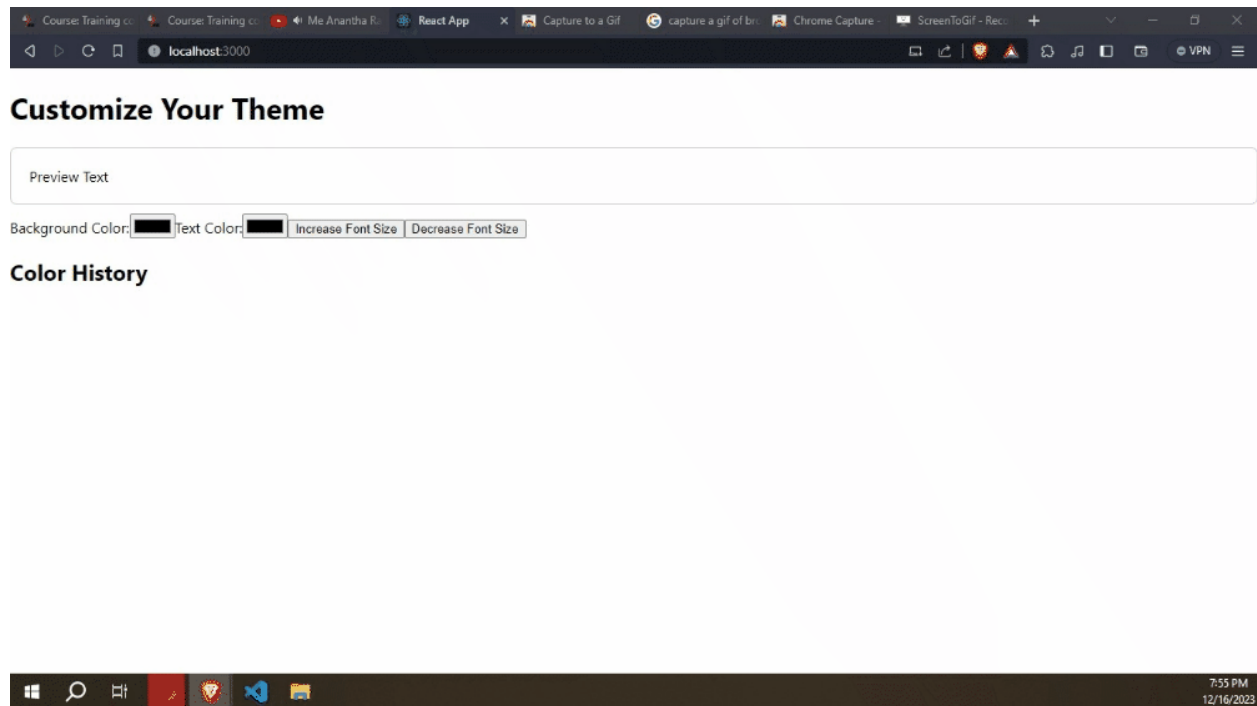 Course: Training co Course: Training co Me Anantha R React App Capture to a Gif capture a gif of br Chrome Capture - ScreenToGif - Rec
localhost:3000 VPN
Customize Your Theme
Preview Text
Background Color: Text Color: Increase Font Size Decrease Font Size
Color History
7:55 PM
12/16/2023